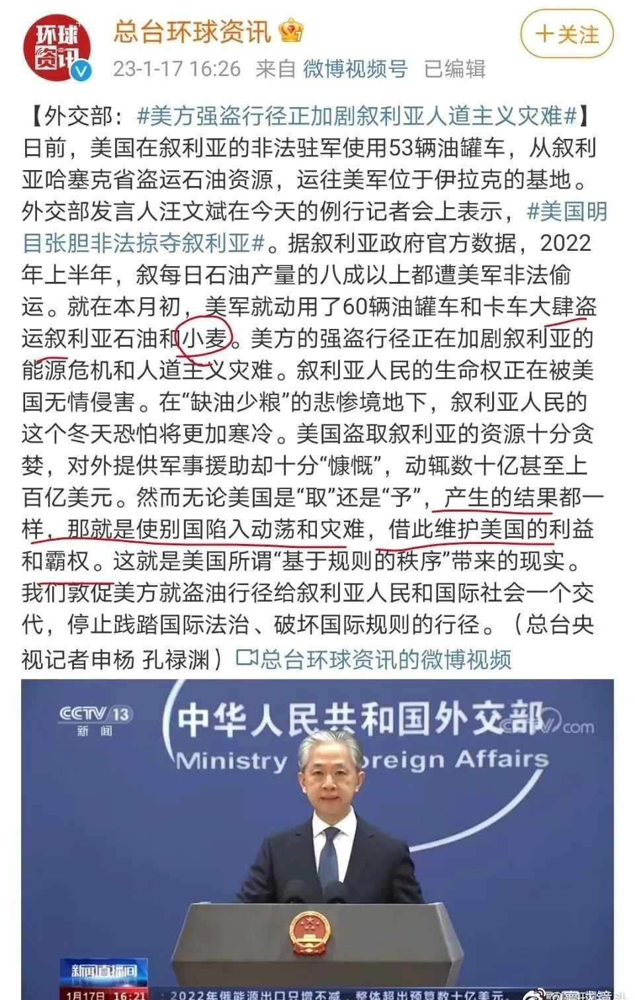 环球
资讯
总台环球资讯
+关注
23-1-17 16:26 来自 微博视频号 已编辑
【外交部：#美方强盗行径正加剧叙利亚人道主义灾难#】
日前，美国在叙利亚的非法驻军使用53辆油罐车，从叙利
亚哈塞克省盗运石油资源，运往美军位于伊拉克的基地。
外交部发言人汪文斌在今天的例行记者会上表示，#美国明
目张胆非法掠夺叙利亚#。据叙利亚政府官方数据，2022
年上半年，叙每日石油产量的八成以上都遭美军非法偷
运。就在本月初，美军就动用了60辆油罐车和卡车大肆盗
运叙利亚石油和小麦。美方的强盗行径正在加剧叙利亚的
能源危机和人道主义灾难。叙利亚人民的生命权正在被美
国无情侵害。在“缺油少粮”的悲惨境地下，叙利亚人民的
这个冬天恐怕将更加寒冷。美国盗取叙利亚的资源十分贪
婪，对外提供军事援助却十分“慷慨”，动辄数十亿甚至上
百亿美元。然而无论美国是“取”还是“予”，产生的结果都一
样，那就是使别国陷入动荡和灾难，借此维护美国的利益
和霸权。这就是美国所谓“基于规则的秩序”带来的现实。
我们敦促美方就盗油行径给叙利亚人民和国际社会一个交
代，停止践踏国际法治、破坏国际规则的行径。（总台央
视记者申杨 孔禄渊）总台环球资讯的微博视频
CCTV 13
新闻
中华人民共和国外交部
CCTV com
Ministry oreign Affairs
新闻直播间
1月17日 16:21
2022年俄能源出口只增不减，整体超出预算数十亿美元
@寰球镜头